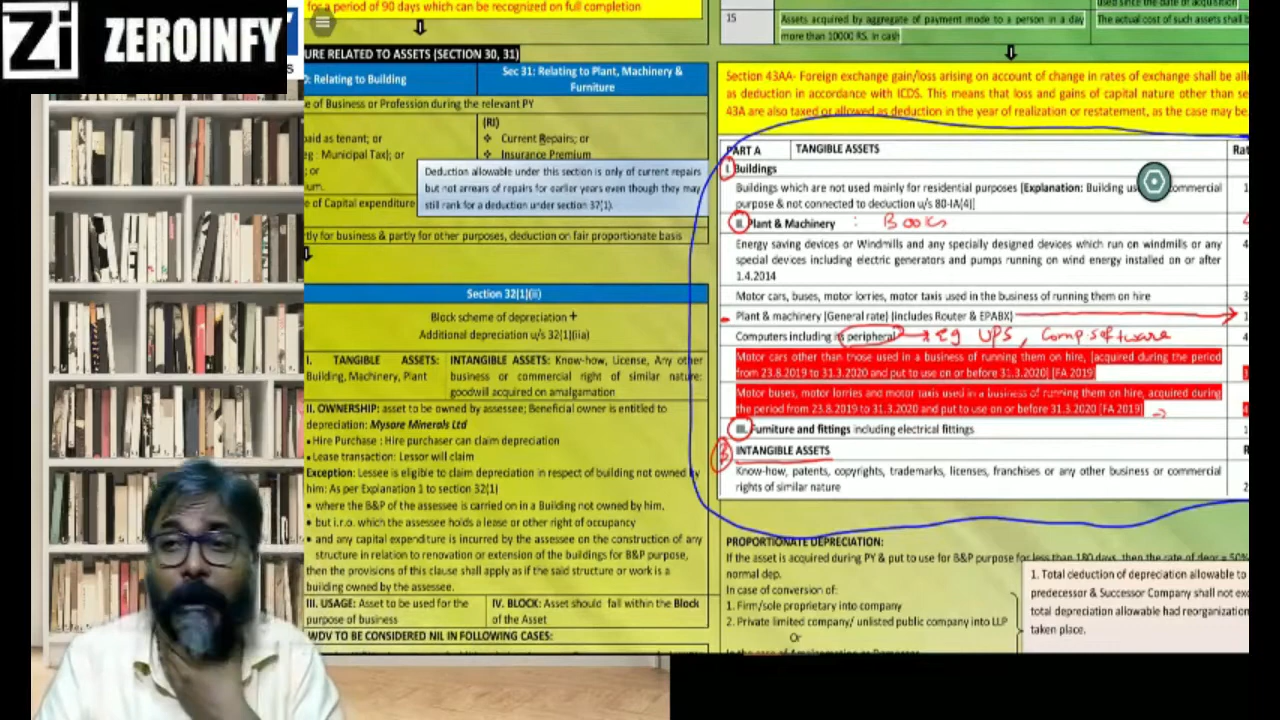 Zi ZEROINFY
for a period of 90 days which can be recognized on full completion
URE RELATED TO ASSETS [SECTION 30, 31]
: Relating to Building
Sec 31: Relating to Plant, Machinery &
Furniture
e of Business or Profession during the relevant PY
paid as tenant; or
eg : Municipal Tax); or
; or
um.
e of Capital expenditure
(RI)
❖ Current Repairs; or
❖ Insurance Premium
Deduction allowable under this section is only of current repairs
but not arrears of repairs for earlier years even though they may
still rank for a deduction under section 37(1).
tly for business & partly for other purposes, deduction on fair proportionate basis
Section 32(1)(ii)
Block scheme of depreciation +
Additional depreciation u/s 32(1)(iia)
I. TANGIBLE ASSETS:
Building, Machinery, Plant
INTANGIBLE ASSETS: Know-how, License, Any other
business or commercial right of similar nature:
goodwill acquired on amalgamation
II. OWNERSHIP: asset to be owned by assessee; Beneficial owner is entitled to
depreciation: Mysore Minerals Ltd
• Hire Purchase : Hire purchaser can claim depreciation
• Lease transaction: Lessor will claim
Exception: Lessee is eligible to claim depreciation in respect of building not owned by
him: As per Explanation 1 to section 32(1)
• where the B&P of the assessee is carried on in a Building not owned by him,
• but i.r.o. which the assessee holds a lease or other right of occupancy
• and any capital expenditure is incurred by the assessee on the construction of any
structure in relation to renovation or extension of the buildings for B&P purpose,
then the provisions of this clause shall apply as if the said structure or work is a
building owned by the assessee.
III. USAGE: Asset to be used for the
purpose of business
IV. BLOCK: Asset should fall within the Block
of the Asset
WDV TO BE CONSIDERED NIL IN FOLLOWING CASES:
15
Assets acquired by aggregate of payment mode to a person in a day
more than 10000 RS. In cash
used since the date of acquisition
The actual cost of such assets shall b
Section 43AA- Foreign exchange gain/loss arising on account of change in rates of exchange shall be all
as deduction in accordance with ICDS. This means that loss and gains of capital nature other than se
43A are also taxed or allowed as deduction in the year of realization or restatement, as the case may be.
PART A TANGIBLE ASSETS Rat
I. Buildings
Buildings which are not used mainly for residential purposes [Explanation: Building us commercial
purpose & not connected to deduction u/s 80-IA(4)]
II. Plant & Machinery : Books
Energy saving devices or Windmills and any specially designed devices which run on windmills or any
special devices including electric generators and pumps running on wind energy installed on or after
1.4.2014
Motor cars, buses, motor lorries, motor taxis used in the business of running them on hire
Plant & machinery [General rate] {includes Router & EPABX}
Computers including its peripheral → eg UPS, Comp software
Motor cars other than those used in a business of running them on hire, [acquired during the period
from 23.8.2019 to 31.3.2020 and put to use on or before 31.3.2020] [FA 2019]
Motor buses, motor lorries and motor taxis used in a business of running them on hire, acquired during
the period from 23.8.2019 to 31.3.2020 and put to use on or before 31.3.2020 [FA 2019]
III. Furniture and fittings including electrical fittings
B INTANGIBLE ASSETS
Know-how, patents, copyrights, trademarks, licenses, franchises or any other business or commercial
rights of similar nature
PROPORTIONATE DEPRECIATION:
If the asset is acquired during PY & put to use for B&P purpose for less than 180 days, then the rate of depr = 50%
normal dep.
In case of conversion of:
1. Firm/sole proprietary into company
2. Private limited company/ unlisted public company into LLP
Or
In the case of Amalgamation or Demerger
1. Total deduction of depreciation allowable to
predecessor & Successor Company shall not exc
total depreciation allowable had reorganization
taken place.